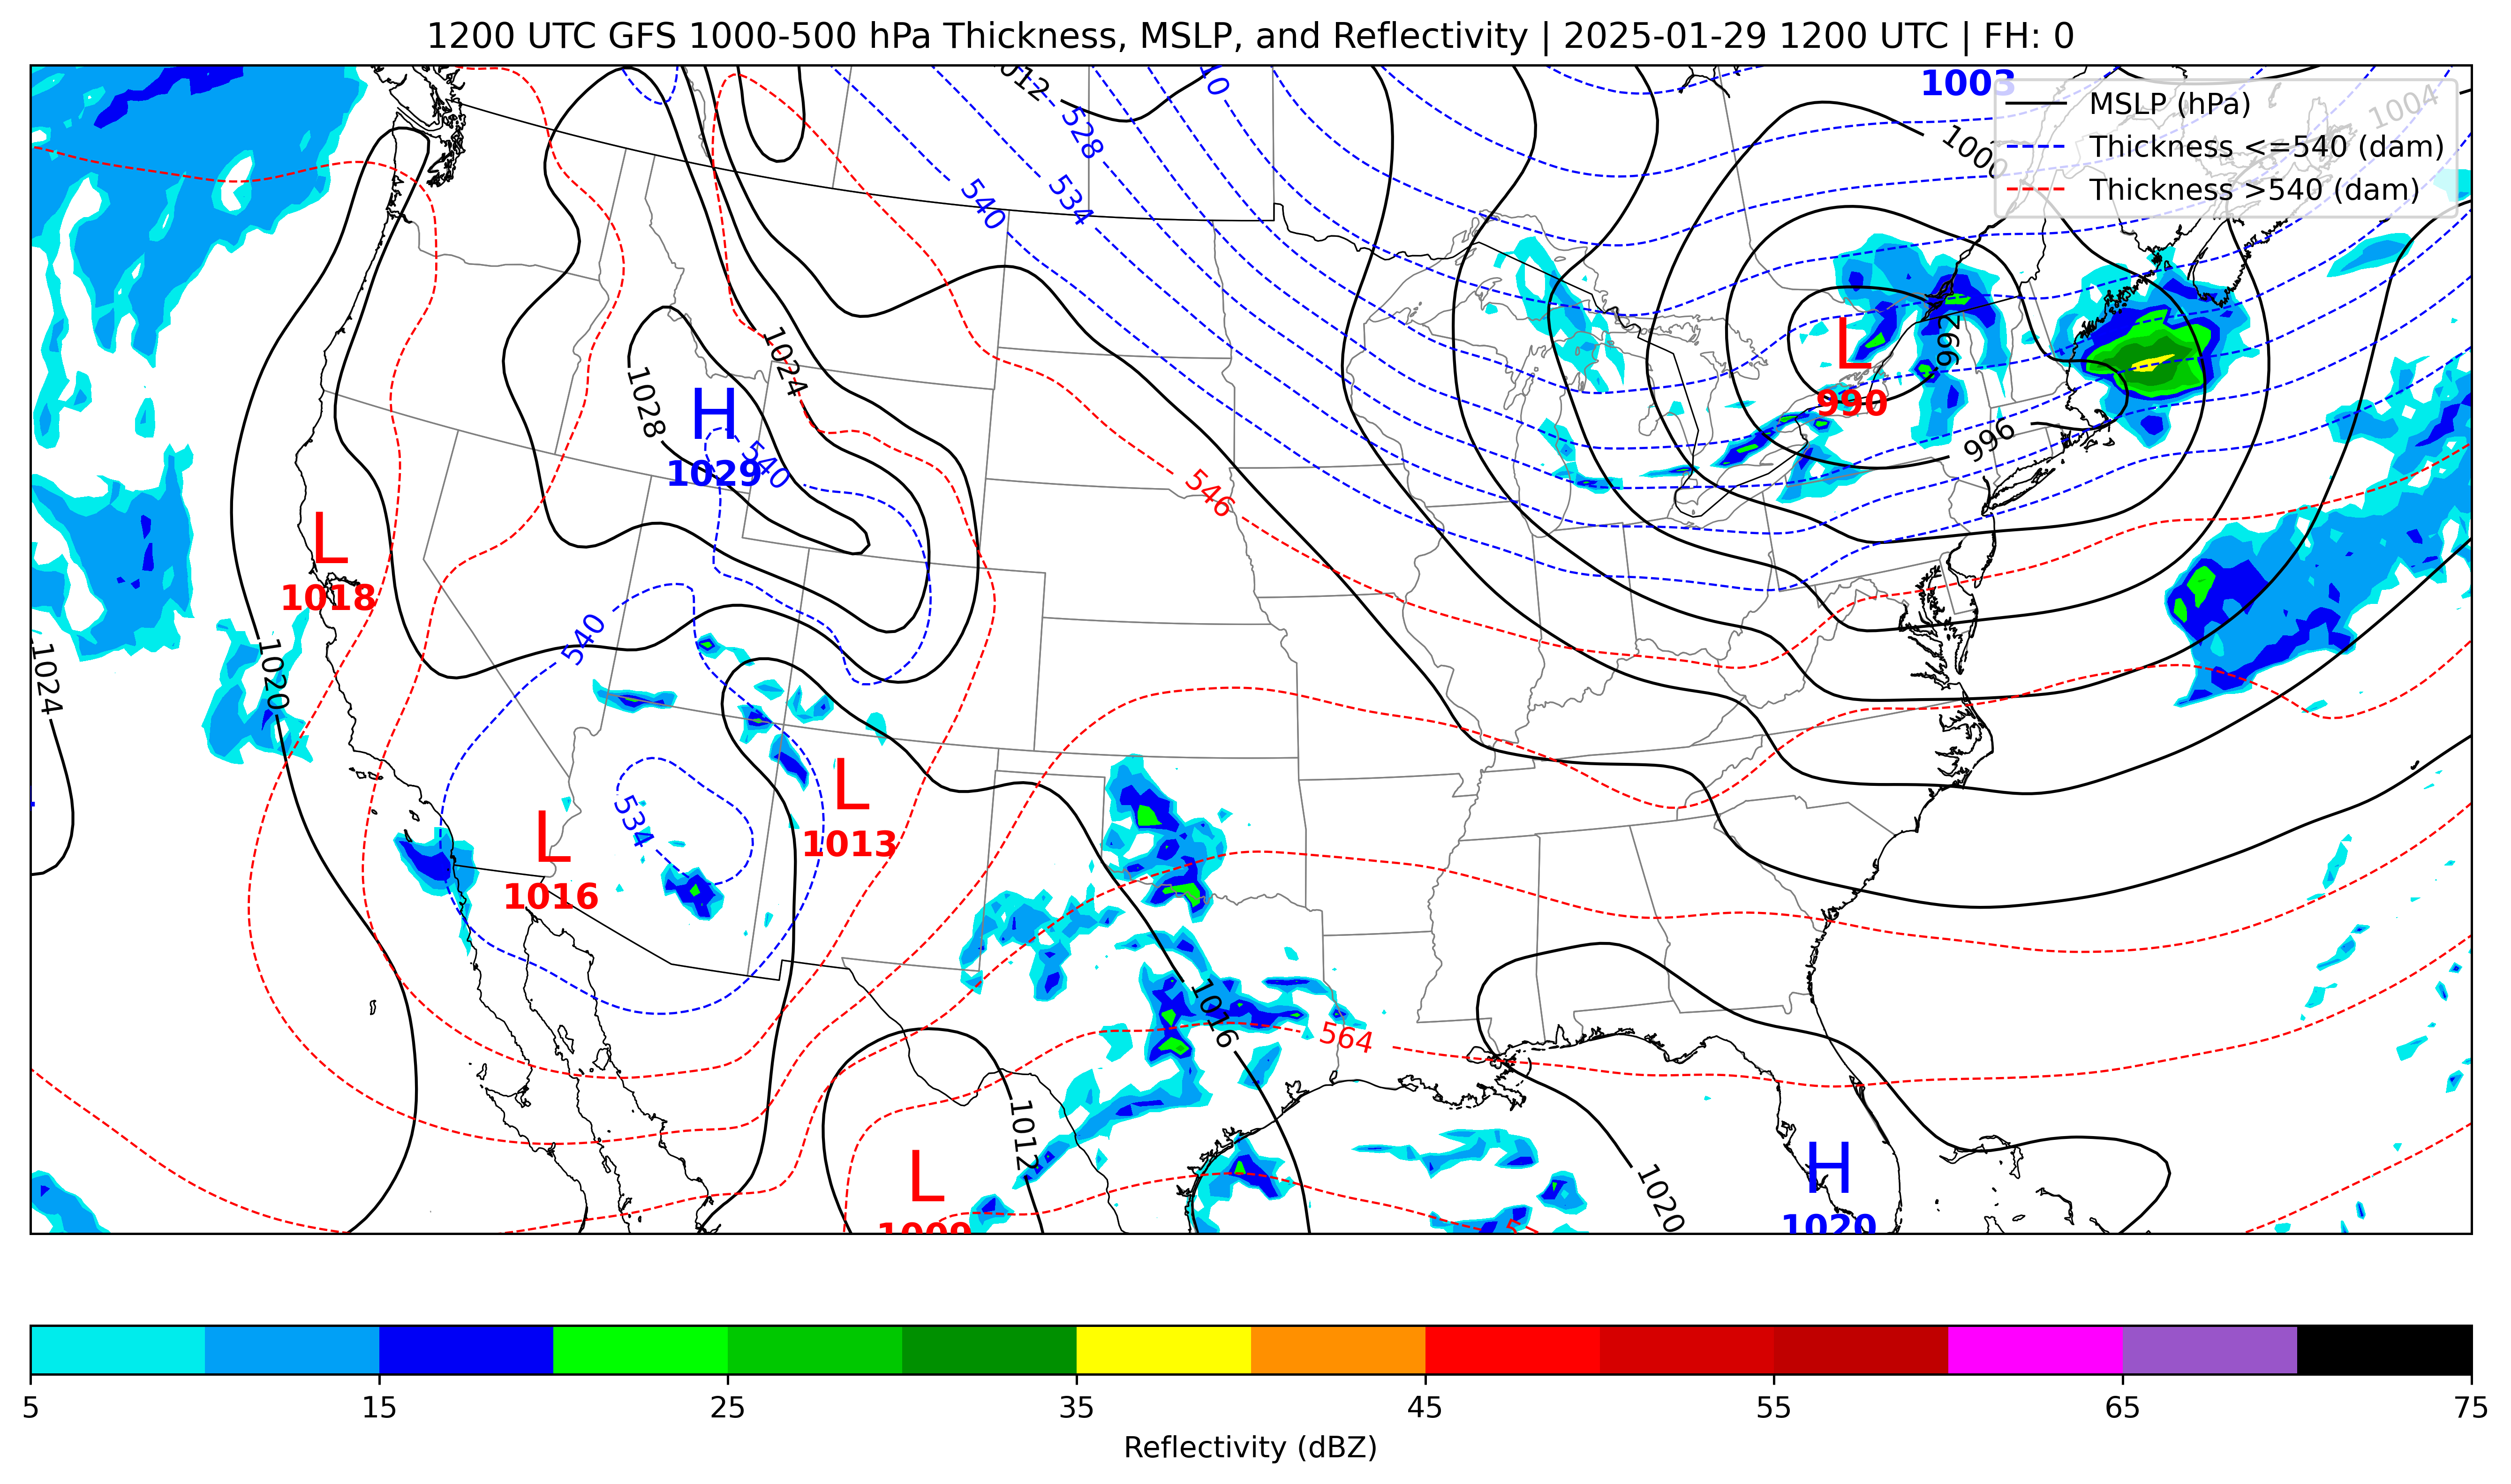 1200 UTC GFS 1000-500 hPa Thickness, MSLP, and Reflectivity | 2025-01-29 1200 UTC | FH: 0
1003
MSLP (hPa)
Thickness <=540 (dam)
Thickness >540 (dam)
1004
1000
528
534
540
992
L
990
996
1024
1028
H
1029
540
546
L
1018
540
1020
1024
534
L
1013
L
1016
1016
564
1012
L
1020
H
1020
5
15
25
35
45
55
65
75
Reflectivity (dBZ)